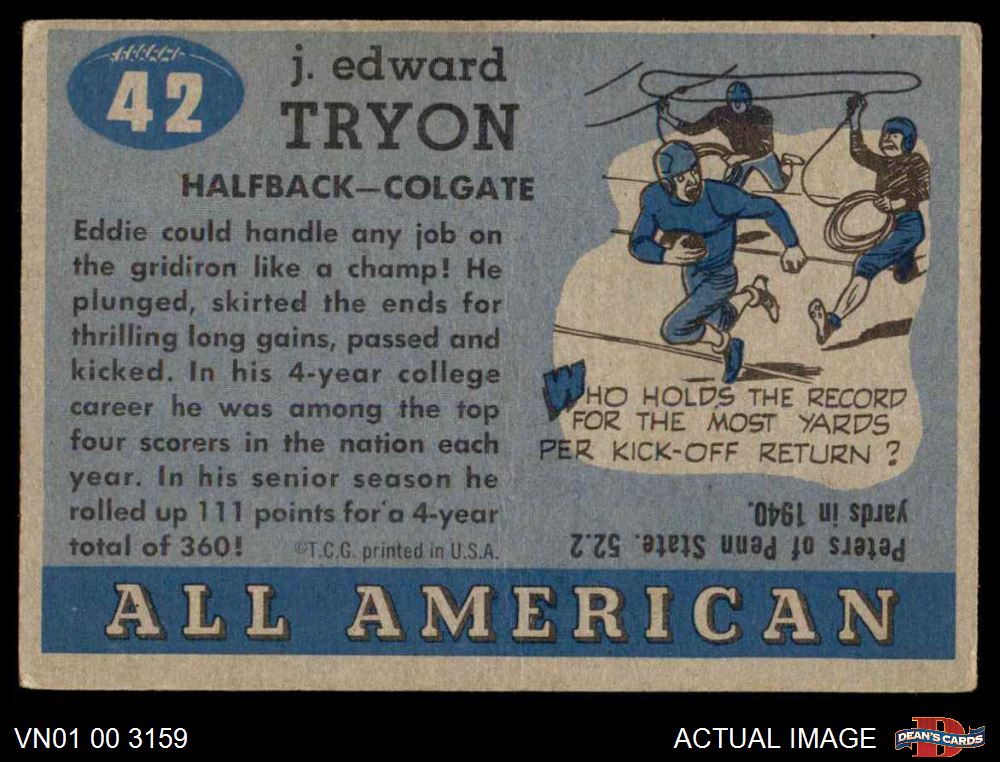 42
j. edward
TRYON
HALFBACK—COLGATE
Eddie could handle any job on
the gridiron like a champ! He
plunged, skirted the ends for
thrilling long gains, passed and
kicked. In his 4-year college
career he was among the top
four scorers in the nation each
year. In his senior season he
rolled up 111 points for a 4-year
total of 360!
©T.C.G. printed in U.S.A.
WHO HOLDS THE RECORD
FOR THE MOST YARDS
PER KICK-OFF RETURN ?
Peters of Penn State. 52.2
yards in 1940.
ALL AMERICAN
VN01 00 3159
ACTUAL IMAGE
DEAN'S CARDS